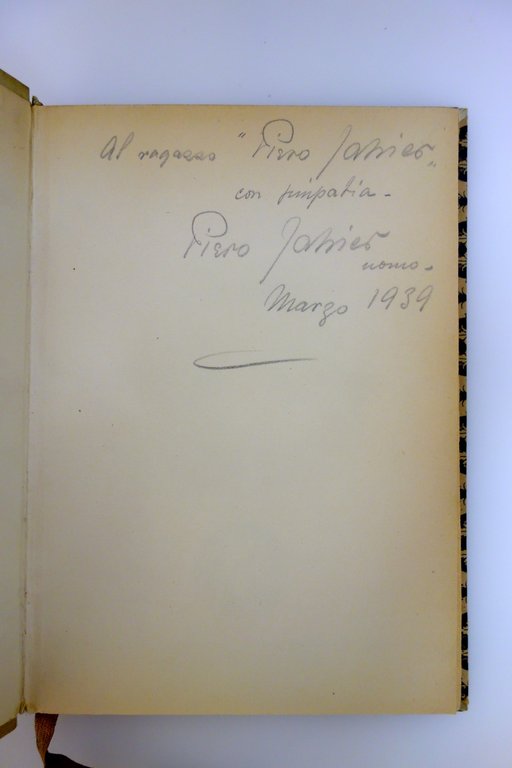 Al ragazzo "Piero Jahier"
con simpatia -
Piero Jahier
uomo -
Marzo 1939